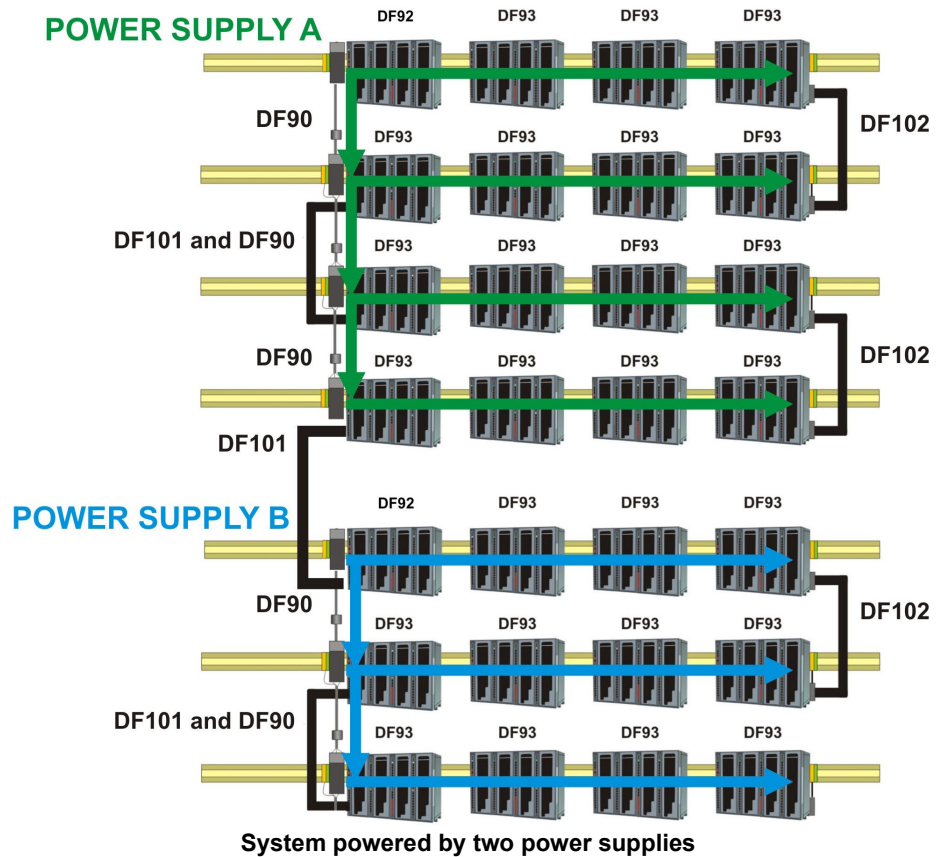 DF92 DF93 DF93 DF93
POWER SUPPLY A
DF90
DF102
DF93 DF93 DF93 DF93
DF101 and DF90
DF93 DF93 DF93 DF93
DF90
DF102
DF93 DF93 DF93 DF93
DF101
DF92 DF93 DF93 DF93
POWER SUPPLY B
DF90
DF102
DF93 DF93 DF93 DF93
DF101 and DF90
DF93 DF93 DF93 DF93
System powered by two power supplies